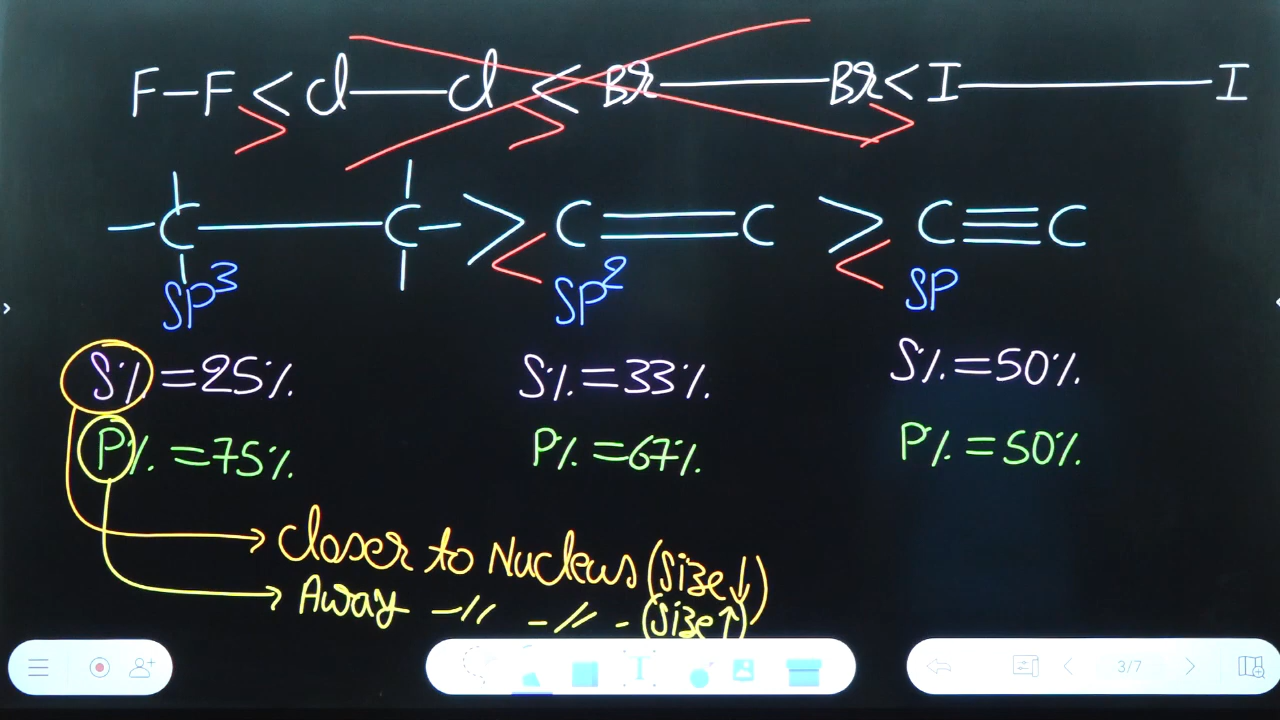 F-F < Cl-Cl < Br-Br < I-I
> > >
-C-C- > C=C > C≡C
< <
SP³ SP² SP
S%=25% S%=33% S%=50%
P%=75% P%=67% P%=50%
Closer to Nucleus (Size↓)
Away -〃 -〃- (Size↑)
T 3/7